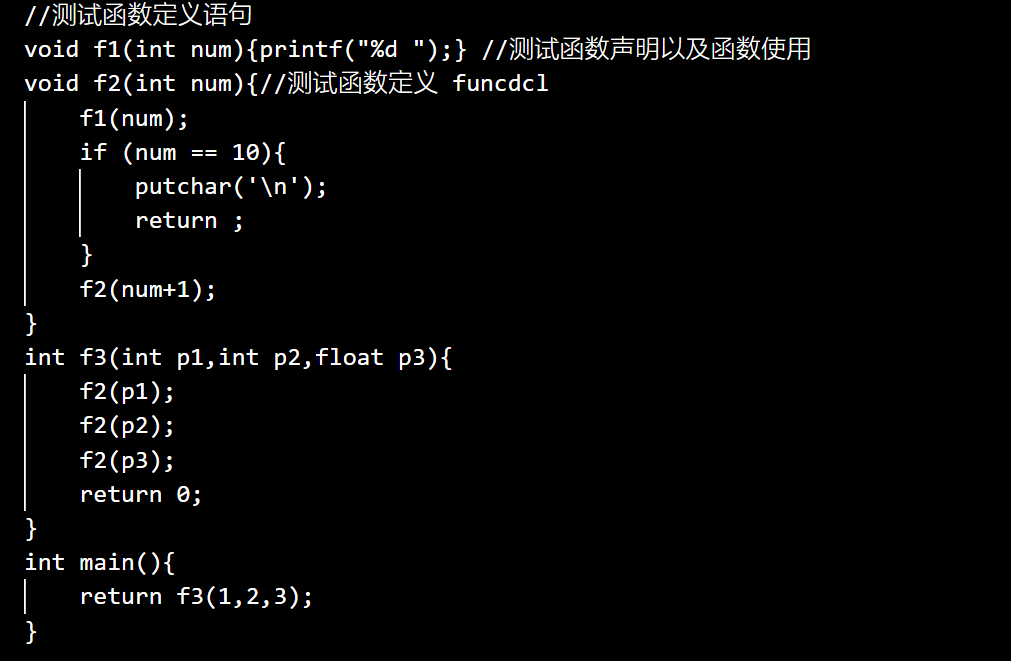 //测试函数定义语句
void f1(int num){printf("%d ");} //测试函数声明以及函数使用
void f2(int num){//测试函数定义 funcdcl
    f1(num);
    if (num == 10){
        putchar('\n');
        return ;
    }
    f2(num+1);
}
int f3(int p1,int p2,float p3){
    f2(p1);
    f2(p2);
    f2(p3);
    return 0;
}
int main(){
    return f3(1,2,3);
}